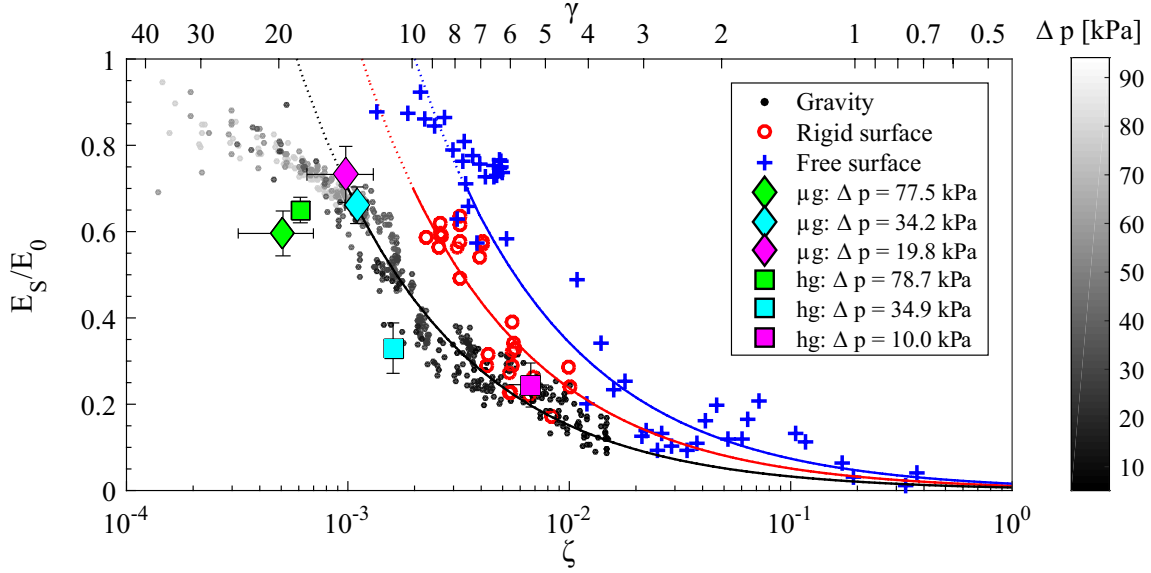 γ
40 30 20 10 8 7 6 5 4 3 2 1 0.7 0.5
Δ p [kPa]
1
0.8
0.6
0.4
0.2
0
E_S/E_0
Gravity
Rigid surface
Free surface
μg: Δ p = 77.5 kPa
μg: Δ p = 34.2 kPa
μg: Δ p = 19.8 kPa
hg: Δ p = 78.7 kPa
hg: Δ p = 34.9 kPa
hg: Δ p = 10.0 kPa
90
80
70
60
50
40
30
20
10
10⁻⁴ 10⁻³ 10⁻² 10⁻¹ 10⁰
ζ